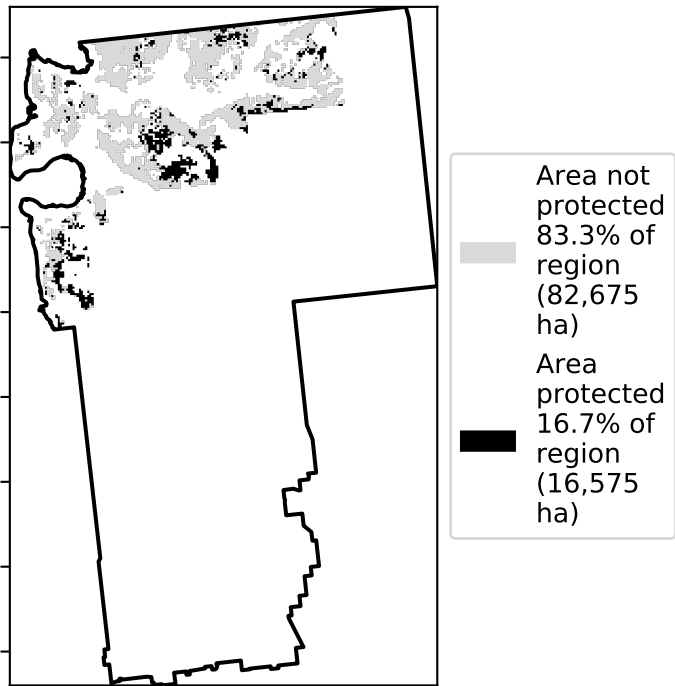 Area not
protected
83.3% of
region
(82,675
ha)
Area
protected
16.7% of
region
(16,575
ha)